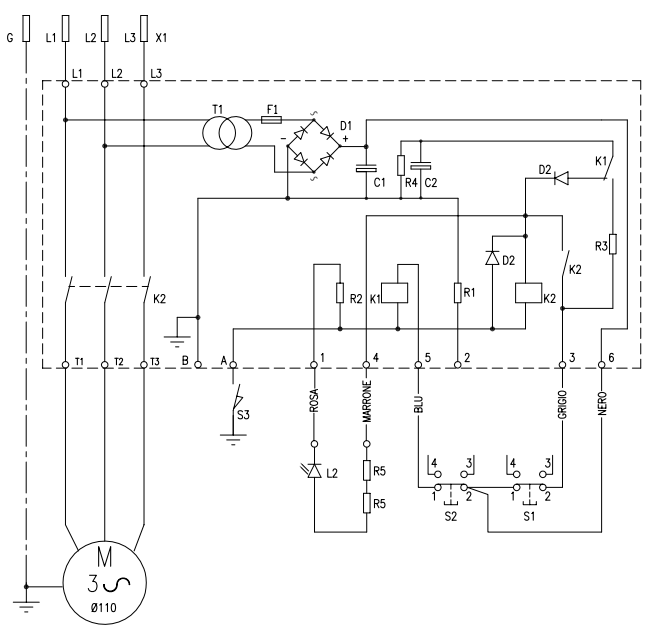 G L1 L2 L3 X1
L1 L2 L3
T1 F1 ~ D1
- +
~ C1 R4 C2 D2 K1
R3
D2 K2
K2 R2 K1 R1 K2
T1 T2 T3 B A 1 4 5 2 3 6
S3 ROSA MARRONE BLU GRIGIO NERO
L2 R5 4 3 4 3
R5 1 2 1 2
S2 S1
M
3~
Ø110